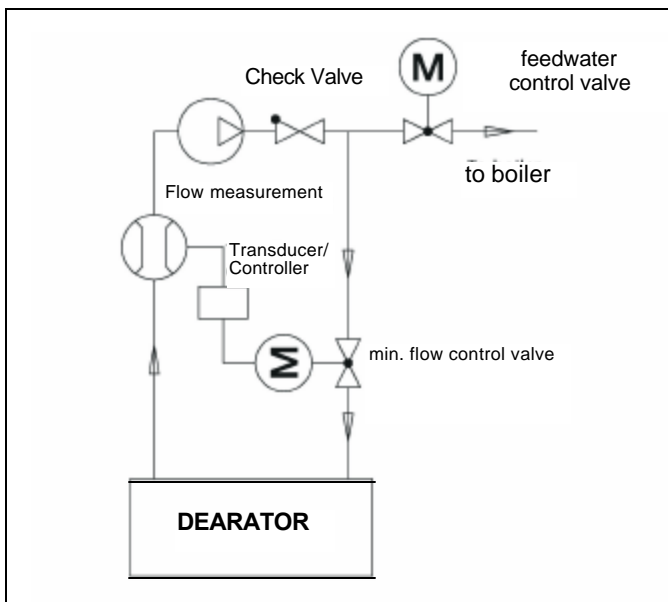 Check Valve
M
feedwater
control valve
to boiler
Flow measurement
Transducer/
Controller
M
min. flow control valve
DEARATOR